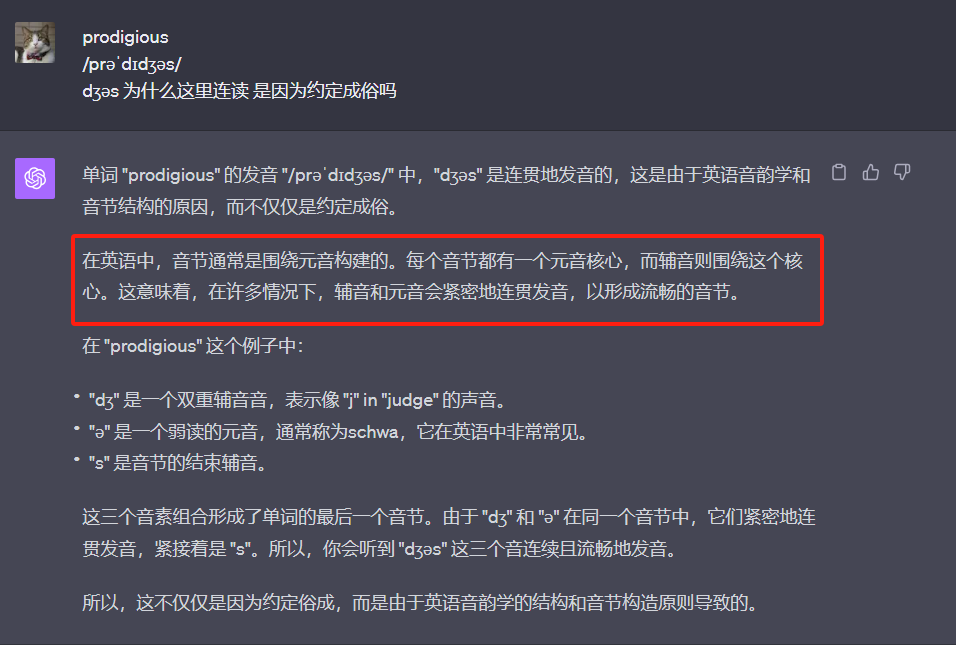 prodigious
/prəˈdɪdʒəs/
dʒəs 为什么这里连读 是因为约定成俗吗
单词 "prodigious" 的发音 "/prəˈdɪdʒəs/" 中，"dʒəs" 是连贯地发音的，这是由于英语音韵学和
音节结构的原因，而不仅仅是约定成俗。
在英语中，音节通常是围绕元音构建的。每个音节都有一个元音核心，而辅音则围绕这个核
心。这意味着，在许多情况下，辅音和元音会紧密地连贯发音，以形成流畅的音节。
在 "prodigious" 这个例子中：
• "dʒ" 是一个双重辅音音，表示像 "j" in "judge" 的声音。
• "ə" 是一个弱读的元音，通常称为schwa，它在英语中非常常见。
• "s" 是音节的结束辅音。
这三个音素组合形成了单词的最后一个音节。由于 "dʒ" 和 "ə" 在同一个音节中，它们紧密地连
贯发音，紧接着是 "s"。所以，你会听到 "dʒəs" 这三个音连续且流畅地发音。
所以，这不仅仅是因为约定俗成，而是由于英语音韵学的结构和音节构造原则导致的。